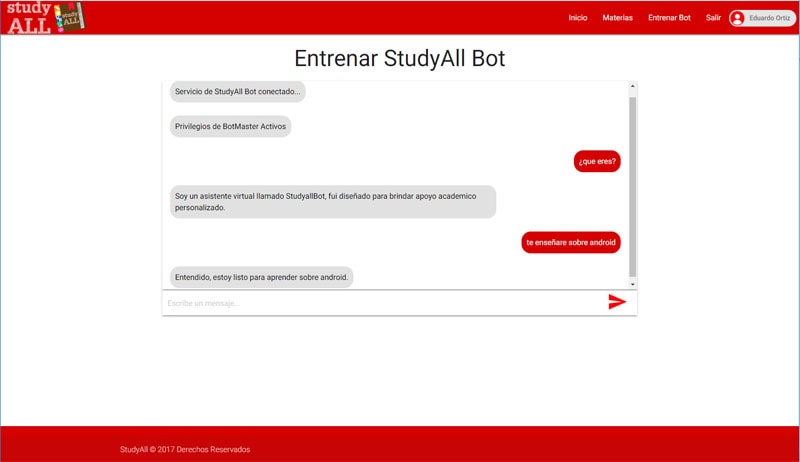 study
ALL
study
ALL
Inicio
Materias
Entrenar Bot
Salir
Eduardo Ortiz
Entrenar StudyAll Bot
Servicio de StudyAll Bot conectado...
Privilegios de BotMaster Activos
¿que eres?
Soy un asistente virtual llamado StudyallBot, fui diseñado para brindar apoyo academico
personalizado.
te enseñare sobre android
Entendido, estoy listo para aprender sobre android.
Escribe un mensaje...
StudyAll © 2017 Derechos Reservados